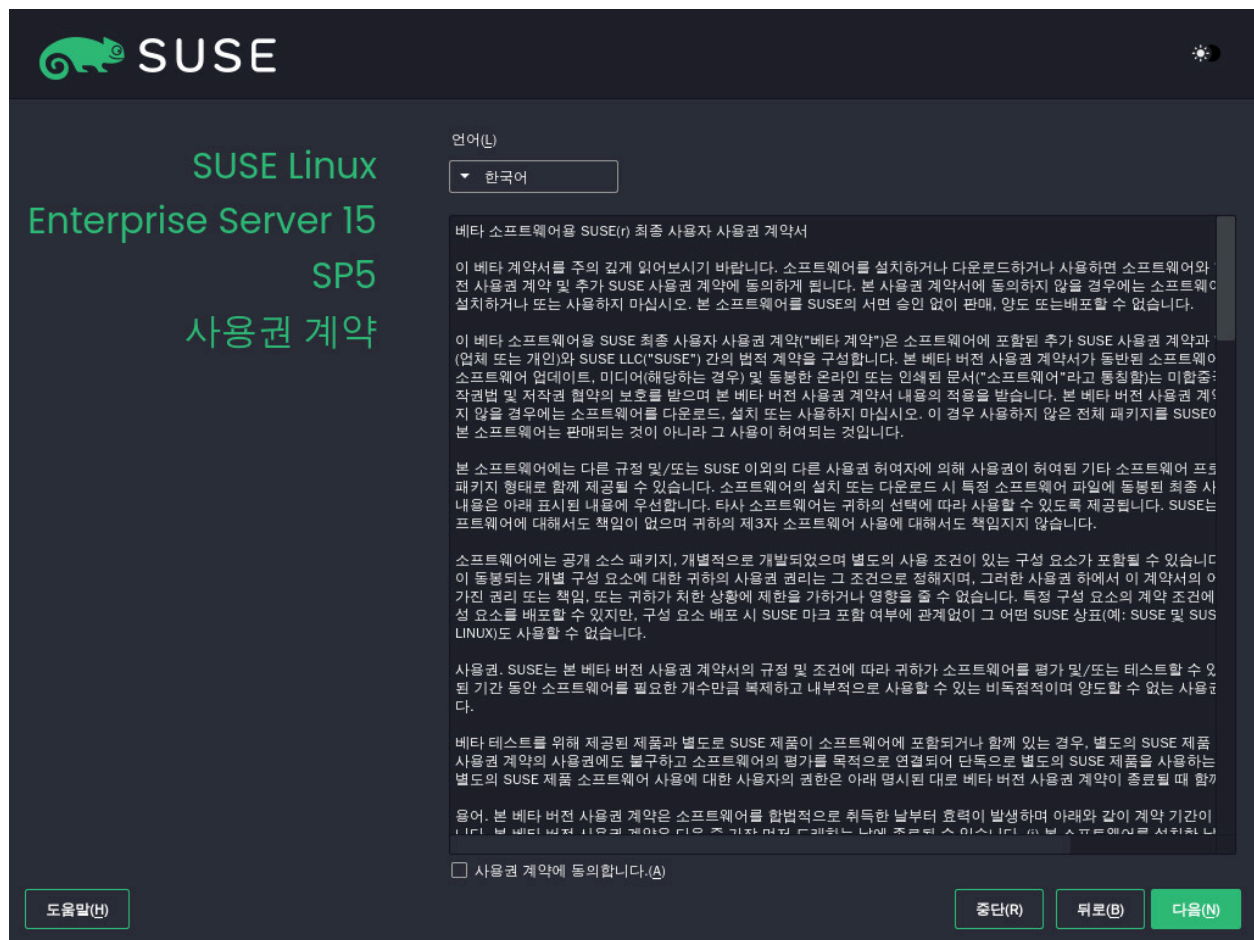 SUSE
SUSE Linux
Enterprise Server 15
SP5
사용권 계약
언어(L)
한국어
베타 소프트웨어용 SUSE(r) 최종 사용자 사용권 계약서
이 베타 계약서를 주의 깊게 읽어보시기 바랍니다. 소프트웨어를 설치하거나 다운로드하거나 사용하면 소프트웨어와
전 사용권 계약 및 추가 SUSE 사용권 계약에 동의하게 됩니다. 본 사용권 계약서에 동의하지 않을 경우에는 소프트웨어
설치하거나 또는 사용하지 마십시오. 본 소프트웨어를 SUSE의 서면 승인 없이 판매, 양도 또는배포할 수 없습니다.
이 베타 소프트웨어용 SUSE 최종 사용자 사용권 계약("베타 계약")은 소프트웨어에 포함된 추가 SUSE 사용권 계약과
(업체 또는 개인)와 SUSE LLC("SUSE") 간의 법적 계약을 구성합니다. 본 베타 버전 사용권 계약서가 동반된 소프트웨어
소프트웨어 업데이트, 미디어(해당하는 경우) 및 동봉한 온라인 또는 인쇄된 문서("소프트웨어"라고 통칭함)는 미합중
작권법 및 저작권 협약의 보호를 받으며 본 베타 버전 사용권 계약서 내용의 적용을 받습니다. 본 베타 버전 사용권 계약
지 않을 경우에는 소프트웨어를 다운로드, 설치 또는 사용하지 마십시오. 이 경우 사용하지 않은 전체 패키지를 SUSE에
본 소프트웨어는 판매되는 것이 아니라 그 사용이 허여되는 것입니다.
본 소프트웨어에는 다른 규정 및/또는 SUSE 이외의 다른 사용권 허여자에 의해 사용권이 허여된 기타 소프트웨어 프로
패키지 형태로 함께 제공될 수 있습니다. 소프트웨어의 설치 또는 다운로드 시 특정 소프트웨어 파일에 동봉된 최종 사
내용은 아래 표시된 내용에 우선합니다. 타사 소프트웨어는 귀하의 선택에 따라 사용할 수 있도록 제공됩니다. SUSE는
프트웨어에 대해서도 책임이 없으며 귀하의 제3자 소프트웨어 사용에 대해서도 책임지지 않습니다.
소프트웨어에는 공개 소스 패키지, 개별적으로 개발되었으며 별도의 사용 조건이 있는 구성 요소가 포함될 수 있습니다
이 동봉되는 개별 구성 요소에 대한 귀하의 사용권 권리는 그 조건으로 정해지며, 그러한 사용권 하에서 이 계약서의
가진 권리 또는 책임, 또는 귀하가 처한 상황에 제한을 가하거나 영향을 줄 수 없습니다. 특정 구성 요소의 계약 조건에
성 요소를 배포할 수 있지만, 구성 요소 배포 시 SUSE 마크 포함 여부에 관계없이 그 어떤 SUSE 상표(예: SUSE 및 SUS
LINUX)도 사용할 수 없습니다.
사용권. SUSE는 본 베타 버전 사용권 계약서의 규정 및 조건에 따라 귀하가 소프트웨어를 평가 및/또는 테스트할 수 있
된 기간 동안 소프트웨어를 필요한 개수만큼 복제하고 내부적으로 사용할 수 있는 비독점적이며 양도할 수 없는 사용권
다.
베타 테스트를 위해 제공된 제품과 별도로 SUSE 제품이 소프트웨어에 포함되거나 함께 있는 경우, 별도의 SUSE 제품
사용권 계약의 사용권에도 불구하고 소프트웨어의 평가를 목적으로 연결되어 단독으로 별도의 SUSE 제품을 사용하는
별도의 SUSE 제품 소프트웨어 사용에 대한 사용자의 권한은 아래 명시된 대로 베타 버전 사용권 계약이 종료될 때 함께
용어. 본 베타 버전 사용권 계약은 소프트웨어를 합법적으로 취득한 날부터 효력이 발생하며 아래와 같이 계약 기간이
니다. 본 베타 버전 사용권 계약은 다음 중 가장 먼저 도래하는 날에 종료될 수 있습니다. (i) 본 소프트웨어를 설치한 날
사용권 계약에 동의합니다.(A)
도움말(H)
중단(R)
뒤로(B)
다음(N)